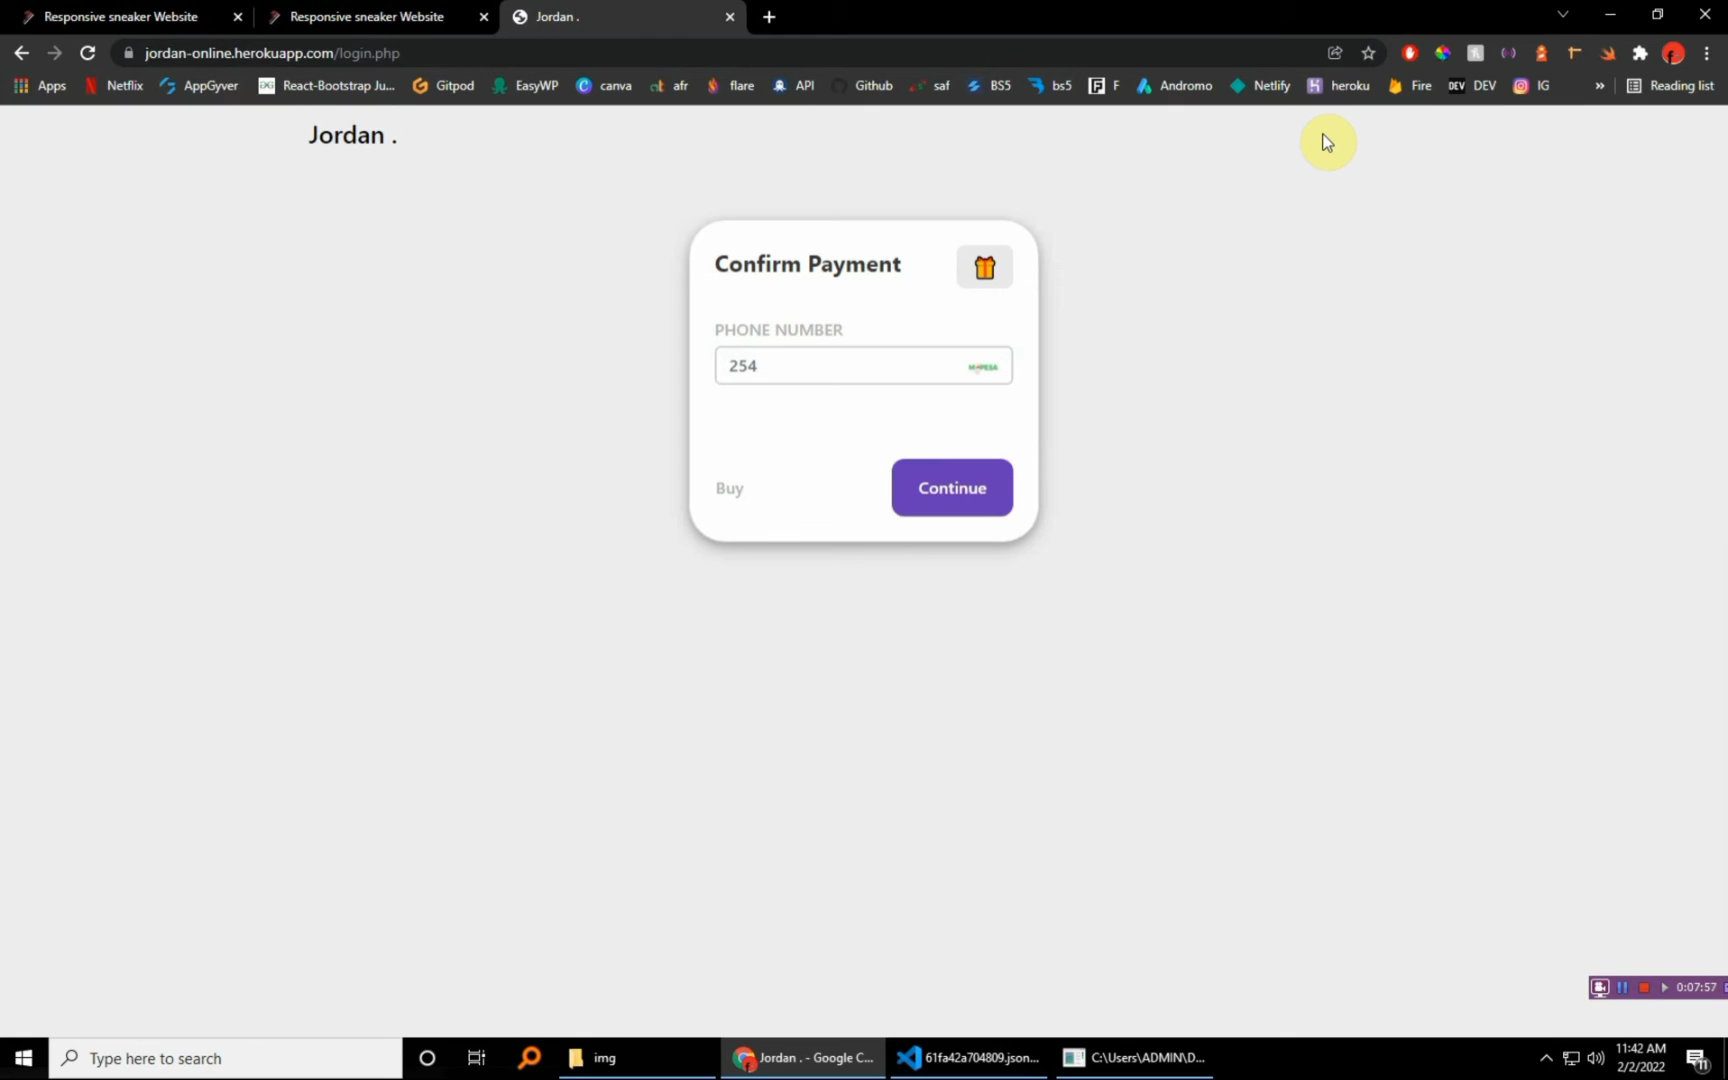 Responsive sneaker Website
Responsive sneaker Website
Jordan .
jordan-online.herokuapp.com/login.php
Apps Netflix AppGyver React-Bootstrap Ju... Gitpod EasyWP canva afr flare API Github saf BS5 bs5 F Andromo Netlify heroku Fire DEV DEV IG » Reading list
Jordan .
Confirm Payment
PHONE NUMBER
254 M-PESA
Buy Continue
0:07:57
Type here to search
img
Jordan . - Google C...
61fa42a704809.json...
C:\Users\ADMIN\D...
11:42 AM
2/2/2022
11